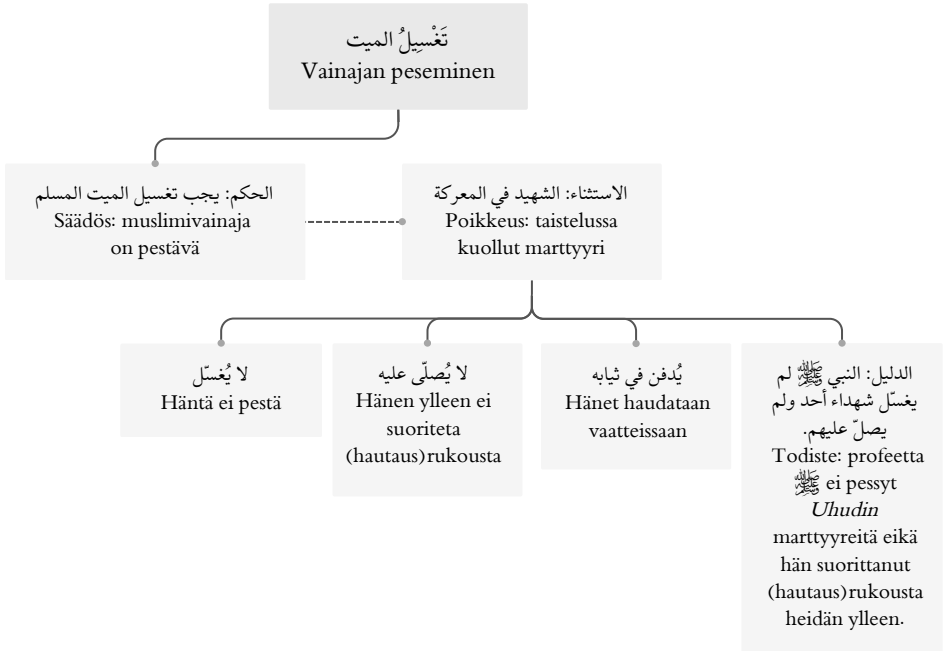 تَغْسِيلُ الميت
Vainajan peseminen
الحكم: يجب تغسيل الميت المسلم
Säädös: muslimivainaja
on pestävä
الاستثناء: الشهيد في المعركة
Poikkeus: taistelussa
kuollut marttyyri
لا يُغسّل
Häntä ei pestä
لا يُصلّى عليه
Hänen ylleen ei
suoriteta
(hautaus)rukousta
يُدفن في ثيابه
Hänet haudataan
vaatteissaan
الدليل: النبي ﷺ لم
يغسّل شهداء أحد ولم
يصلّ عليهم.
Todiste: profeetta
ﷺ ei pessyt
Uhudin
marttyyreitä eikä
hän suorittanut
(hautaus)rukousta
heidän ylleen.